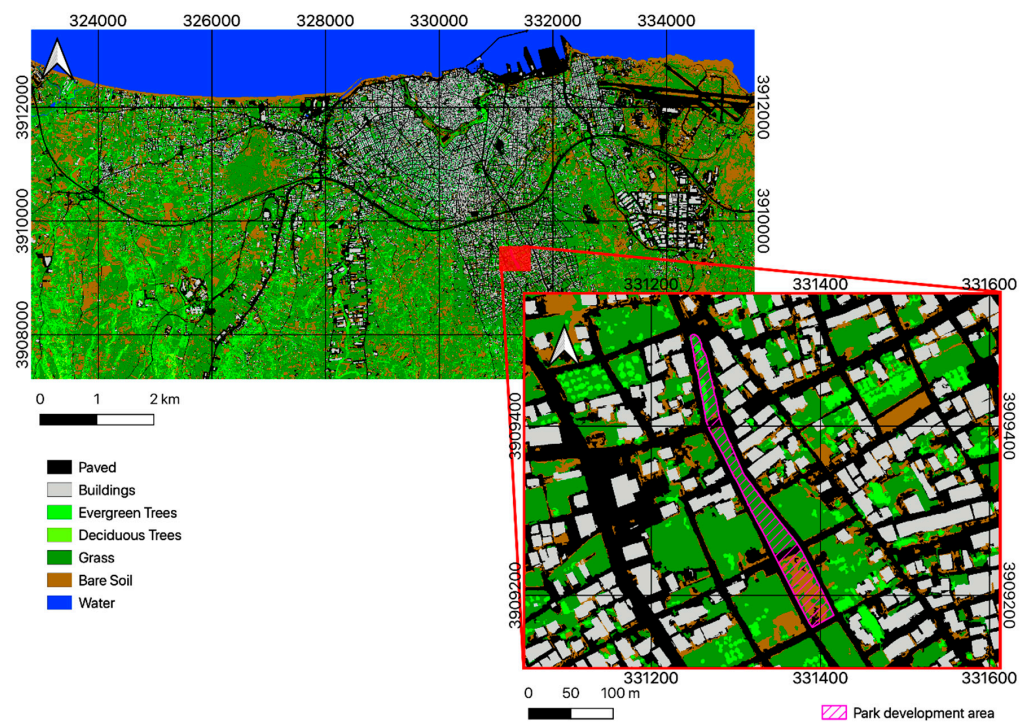 324000 326000 328000 330000 332000 334000
3912000 3912000
3910000 3910000
3908000
0 1 2 km
331200 331400 331600
3909400 3909400
3909200 3909200
331200 331400 331600
Paved
Buildings
Evergreen Trees
Deciduous Trees
Grass
Bare Soil
Water
0 50 100 m
Park development area